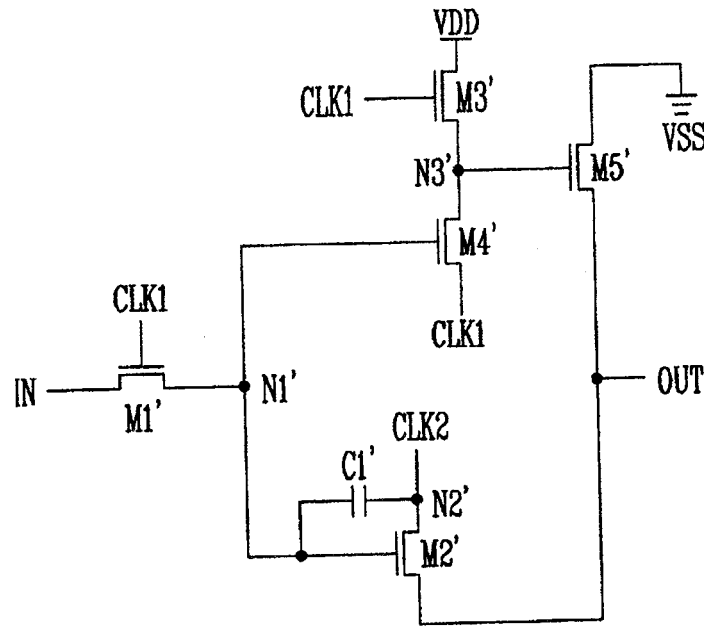 VDD
CLK1
M3'
VSS
N3'
M5'
M4'
CLK1
CLK1
IN
M1'
N1'
OUT
CLK2
C1'
N2'
M2'